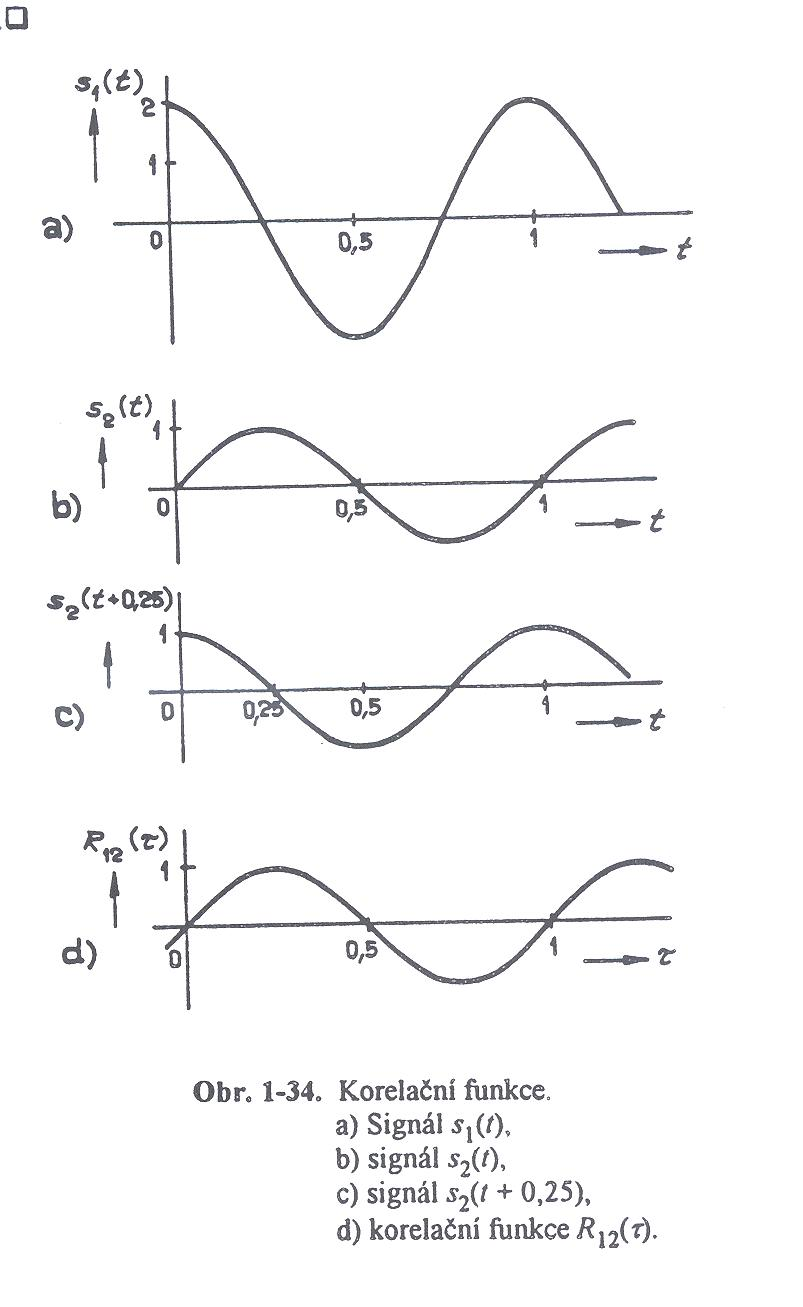 s₁(t)
2
1
a)
0
0,5
1
t
s₂(t)
1
b)
0
0,5
1
t
s₂(t+0,25)
1
c)
0
0,25
0,5
1
t
R₁₂(τ)
1
d)
0
0,5
1
τ
Obr. 1-34. Korelační funkce.
a) Signál s₁(t),
b) signál s₂(t),
c) signál s₂(t + 0,25),
d) korelační funkce R₁₂(τ).